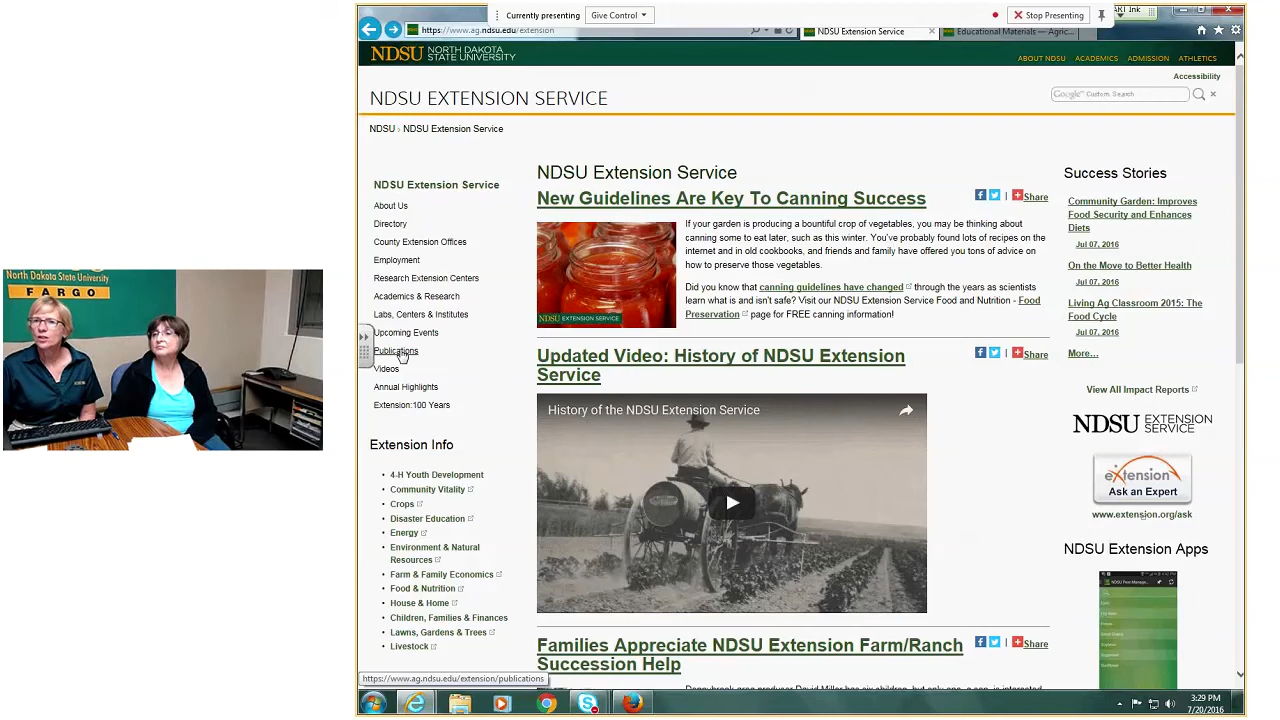 Currently presenting
Give Control
Stop Presenting
https://www.ag.ndsu.edu/extension
NDSU Extension Service
Educational Materials — Agric...
NDSU NORTH DAKOTA STATE UNIVERSITY
ABOUT NDSU ACADEMICS ADMISSION ATHLETICS
Accessibility
NDSU EXTENSION SERVICE
Google Custom Search
NDSU › NDSU Extension Service
NDSU Extension Service
About Us
Directory
County Extension Offices
Employment
Research Extension Centers
Academics & Research
Labs, Centers & Institutes
Upcoming Events
Publications
Videos
Annual Highlights
Extension:100 Years
Extension Info
4-H Youth Development
Community Vitality
Crops
Disaster Education
Energy
Environment & Natural
Resources
Farm & Family Economics
Food & Nutrition
House & Home
Children, Families & Finances
Lawns, Gardens & Trees
Livestock
https://www.ag.ndsu.edu/extension/publications
NDSU Extension Service
New Guidelines Are Key To Canning Success
Share
If your garden is producing a bountiful crop of vegetables, you may be thinking about
canning some to eat later, such as this winter. You've probably found lots of recipes on the
internet and in old cookbooks, and friends and family have offered you tons of advice on
how to preserve those vegetables.
Did you know that canning guidelines have changed through the years as scientists
learn what is and isn't safe? Visit our NDSU Extension Service Food and Nutrition - Food
Preservation page for FREE canning information!
NDSU EXTENSION SERVICE
Updated Video: History of NDSU Extension
Service
Share
History of the NDSU Extension Service
Families Appreciate NDSU Extension Farm/Ranch
Succession Help
Share
Success Stories
Community Garden: Improves
Food Security and Enhances
Diets
Jul 07, 2016
On the Move to Better Health
Jul 07, 2016
Living Ag Classroom 2015: The
Food Cycle
Jul 07, 2016
More...
View All Impact Reports
NDSU EXTENSION SERVICE
eXtension
Ask an Expert
www.extension.org/ask
NDSU Extension Apps
North Dakota State University
FARGO
3:29 PM
7/20/2016